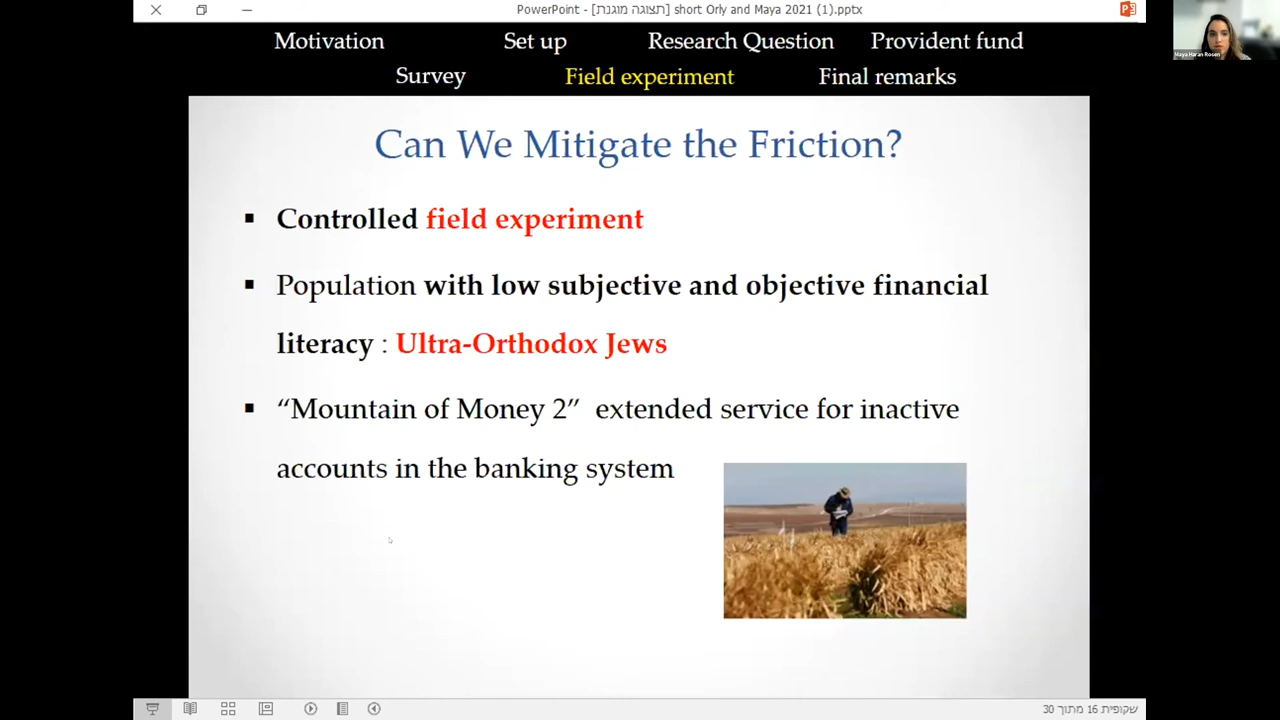 PowerPoint - [תצוגה מוגנת] short Orly and Maya 2021 (1).pptx
Motivation Set up Research Question Provident fund
Survey Field experiment Final remarks
Maya Haran Rosen
Can We Mitigate the Friction?
▪ Controlled field experiment
▪ Population with low subjective and objective financial
literacy : Ultra-Orthodox Jews
▪ “Mountain of Money 2” extended service for inactive
accounts in the banking system
שקופית 16 מתוך 30